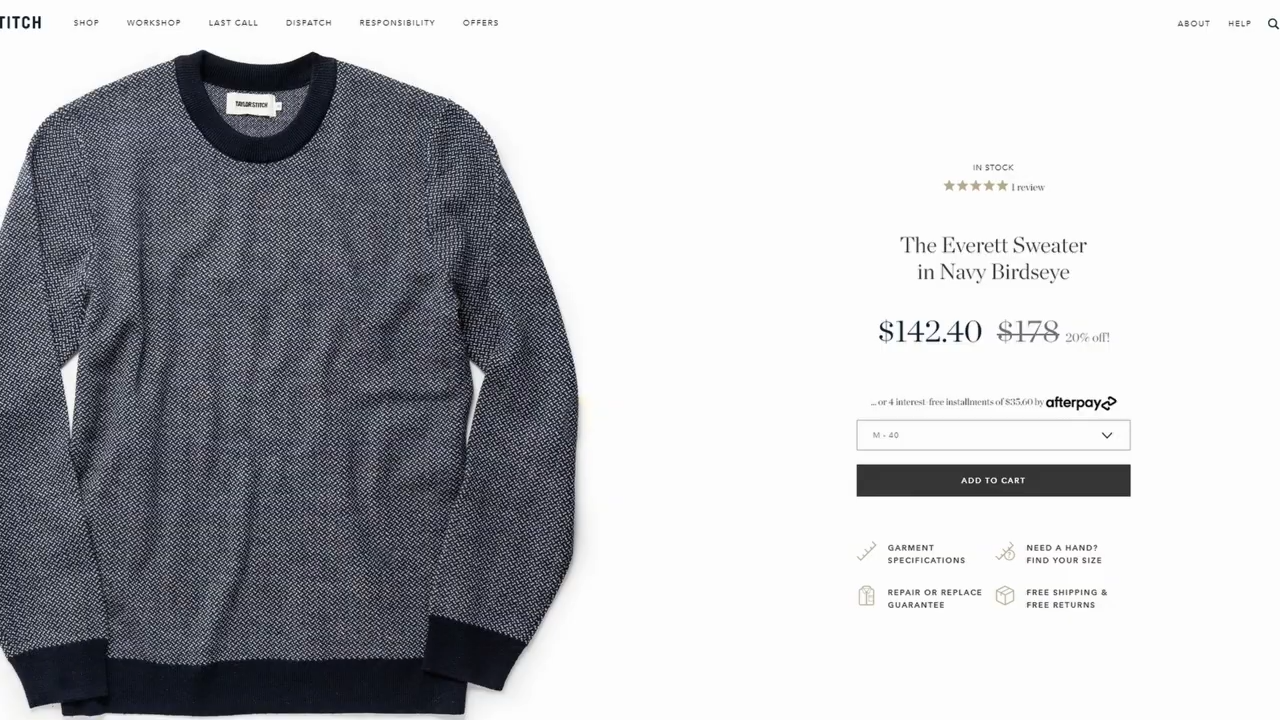 TITCH SHOP WORKSHOP LAST CALL DISPATCH RESPONSIBILITY OFFERS ABOUT HELP
TAYLOR STITCH
IN STOCK
1 review
The Everett Sweater
in Navy Birdseye
$142.40 $178 20% off!
... or 4 interest-free installments of $35.60 by afterpay
M - 40
ADD TO CART
GARMENT
SPECIFICATIONS
NEED A HAND?
FIND YOUR SIZE
REPAIR OR REPLACE
GUARANTEE
FREE SHIPPING &
FREE RETURNS